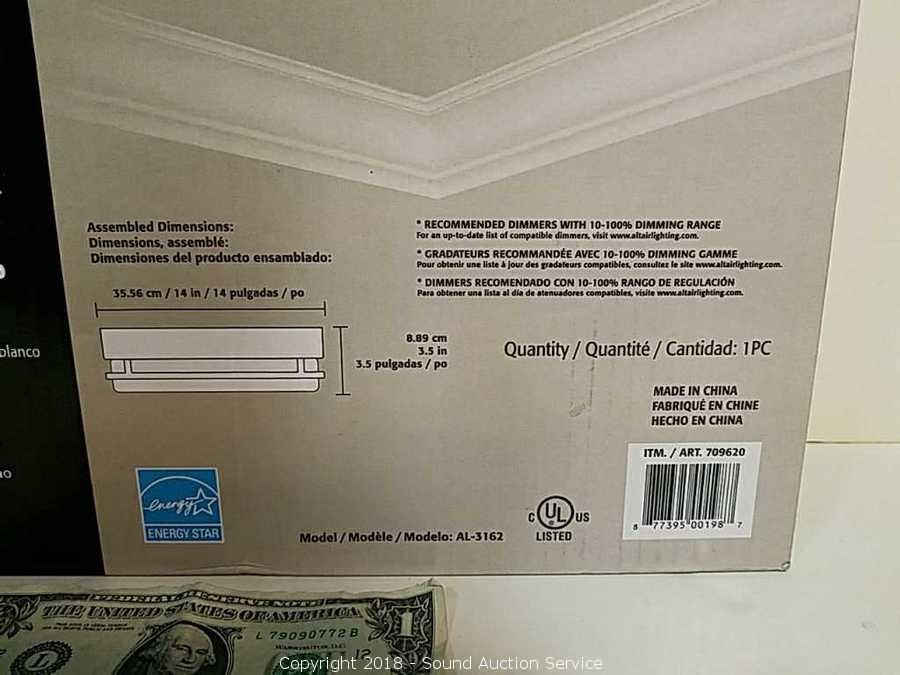 Assembled Dimensions:
Dimensions, assemblé:
Dimensiones del producto ensamblado:
35.56 cm / 14 in / 14 pulgadas / po
8.89 cm
3.5 in
3.5 pulgadas / po
* RECOMMENDED DIMMERS WITH 10-100% DIMMING RANGE
For an up-to-date list of compatible dimmers, visit www.altairlighting.com.
* GRADATEURS RECOMMANDÉE AVEC 10-100% DIMMING GAMME
Pour obtenir une liste à jour des gradateurs compatibles, consultez le site www.altairlighting.com.
* DIMMERS RECOMENDADO CON 10-100% RANGO DE REGULACIÓN
Para obtener una lista al día de atenuadores compatibles, visite www.altairlighting.com.
Quantity / Quantité / Cantidad: 1PC
MADE IN CHINA
FABRIQUÉ EN CHINE
HECHO EN CHINA
ITM. / ART. 709620
8 77395 00198 7
blanco
energy
ENERGY STAR
Model / Modèle / Modelo: AL-3162
C UL US
LISTED
FEDERAL RESERVE NOTE
THE UNITED STATES OF AMERICA
L 79090772 B
WASHINGTON, D.C.
1
L
12
Copyright 2018 - Sound Auction Service